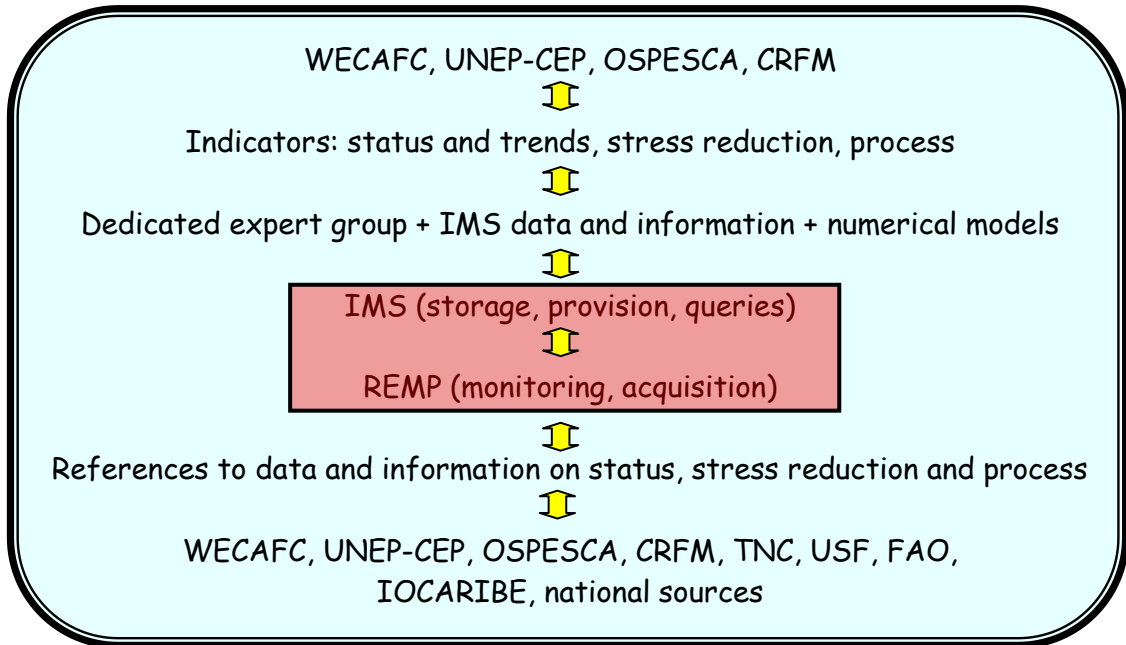 WECAFC, UNEP-CEP, OSPESCA, CRFM
Indicators: status and trends, stress reduction, process
Dedicated expert group + IMS data and information + numerical models
IMS (storage, provision, queries)
REMP (monitoring, acquisition)
References to data and information on status, stress reduction and process
WECAFC, UNEP-CEP, OSPESCA, CRFM, TNC, USF, FAO,
IOCARIBE, national sources